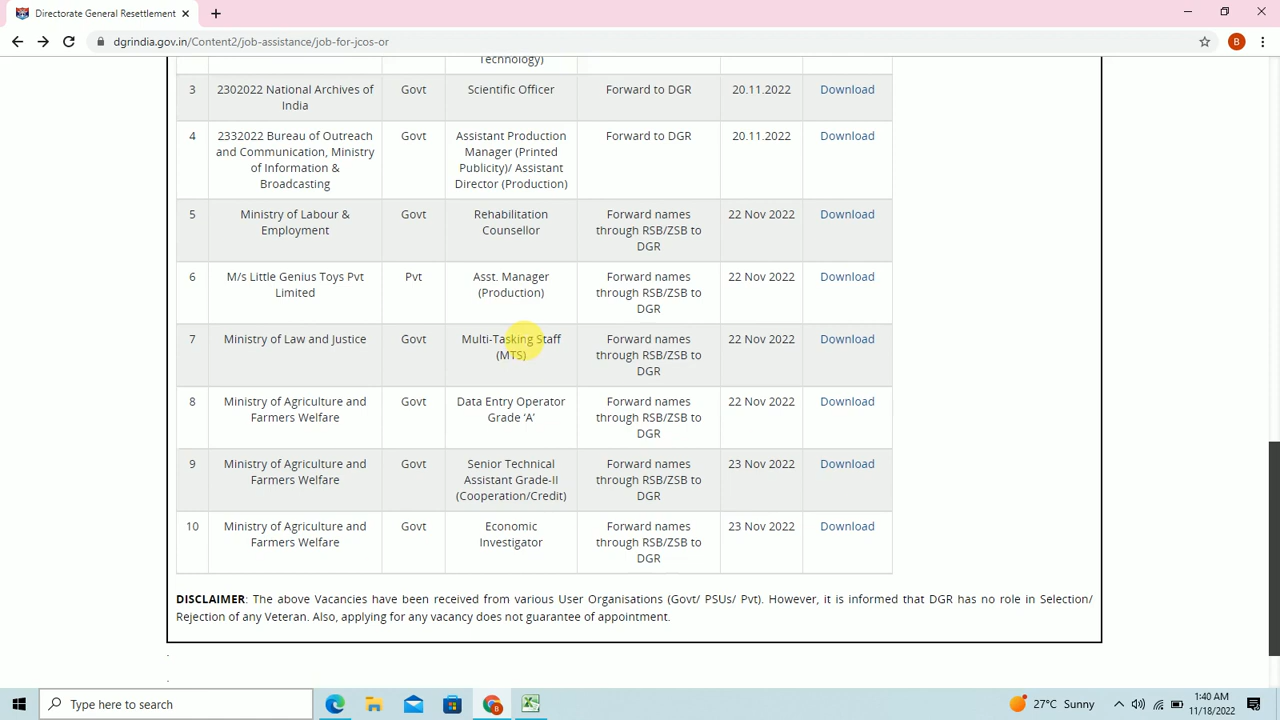 Directorate General Resettlement
dgrindia.gov.in/Content2/job-assistance/job-for-jcos-or
B
Technology)
3 2302022 National Archives of India Govt Scientific Officer Forward to DGR 20.11.2022 Download
4 2332022 Bureau of Outreach and Communication, Ministry of Information & Broadcasting Govt Assistant Production Manager (Printed Publicity)/ Assistant Director (Production) Forward to DGR 20.11.2022 Download
5 Ministry of Labour & Employment Govt Rehabilitation Counsellor Forward names through RSB/ZSB to DGR 22 Nov 2022 Download
6 M/s Little Genius Toys Pvt Limited Pvt Asst. Manager (Production) Forward names through RSB/ZSB to DGR 22 Nov 2022 Download
7 Ministry of Law and Justice Govt Multi-Tasking Staff (MTS) Forward names through RSB/ZSB to DGR 22 Nov 2022 Download
8 Ministry of Agriculture and Farmers Welfare Govt Data Entry Operator Grade ‘A’ Forward names through RSB/ZSB to DGR 22 Nov 2022 Download
9 Ministry of Agriculture and Farmers Welfare Govt Senior Technical Assistant Grade-II (Cooperation/Credit) Forward names through RSB/ZSB to DGR 23 Nov 2022 Download
10 Ministry of Agriculture and Farmers Welfare Govt Economic Investigator Forward names through RSB/ZSB to DGR 23 Nov 2022 Download
DISCLAIMER: The above Vacancies have been received from various User Organisations (Govt/ PSUs/ Pvt). However, it is informed that DGR has no role in Selection/
Rejection of any Veteran. Also, applying for any vacancy does not guarantee of appointment.
.
.
Type here to search
27°C Sunny
1:40 AM
11/18/2022